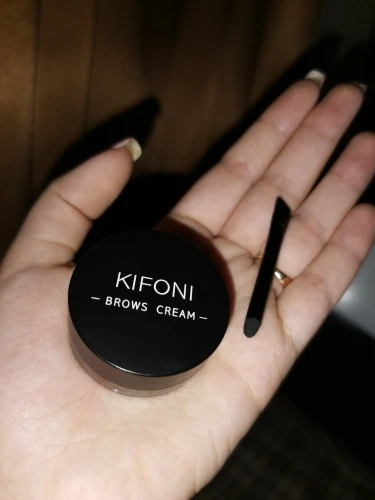 KIFONI
— BROWS CREAM —